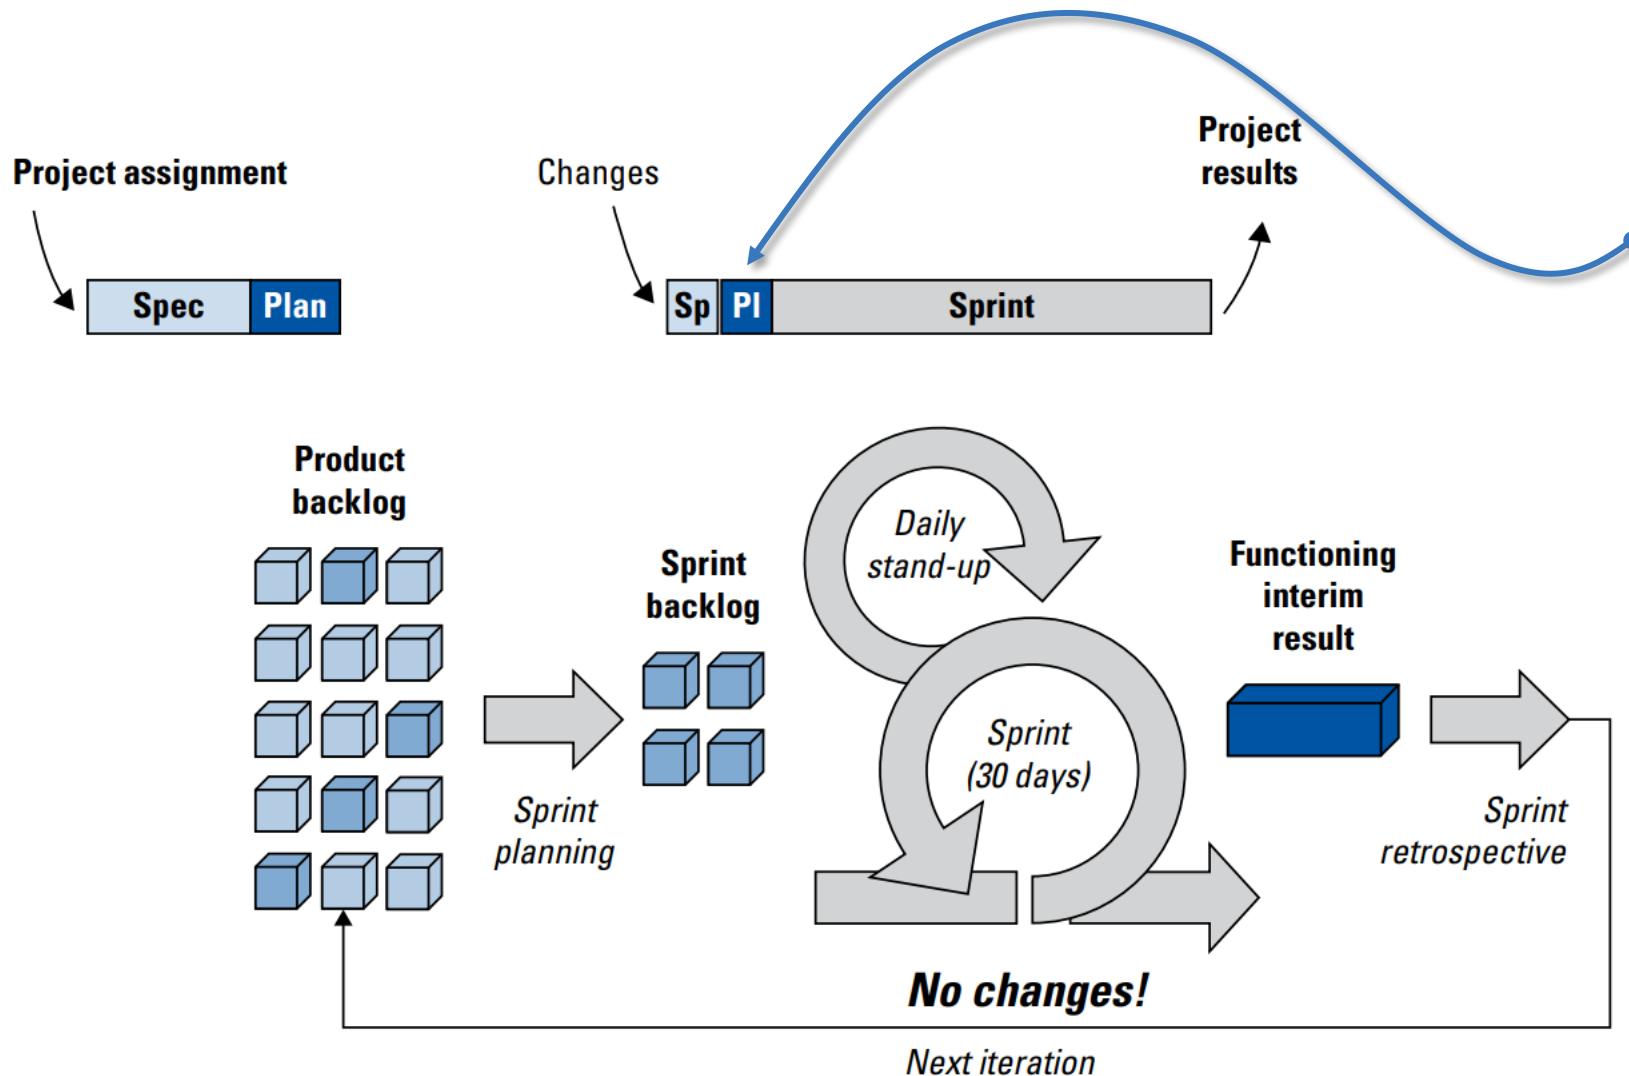 Project assignment
Changes
Project
results
Spec
Plan
Sp
Pl
Sprint
Product
backlog
Sprint
backlog
Daily
stand-up
Functioning
interim
result
Sprint
(30 days)
Sprint
planning
Sprint
retrospective
No changes!
Next iteration